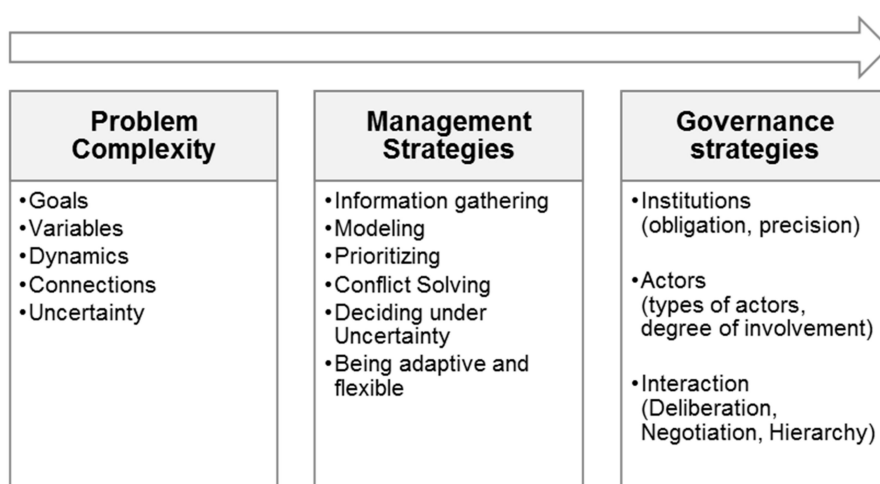 Problem
Complexity
•Goals
•Variables
•Dynamics
•Connections
•Uncertainty
Management
Strategies
•Information gathering
•Modeling
•Prioritizing
•Conflict Solving
•Deciding under
Uncertainty
•Being adaptive and
flexible
Governance
strategies
•Institutions
(obligation, precision)
•Actors
(types of actors,
degree of involvement)
•Interaction
(Deliberation,
Negotiation, Hierarchy)